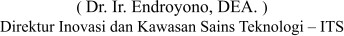 ( Dr. Ir. Endroyono, DEA. )
Direktur Inovasi dan Kawasan Sains Teknologi – ITS